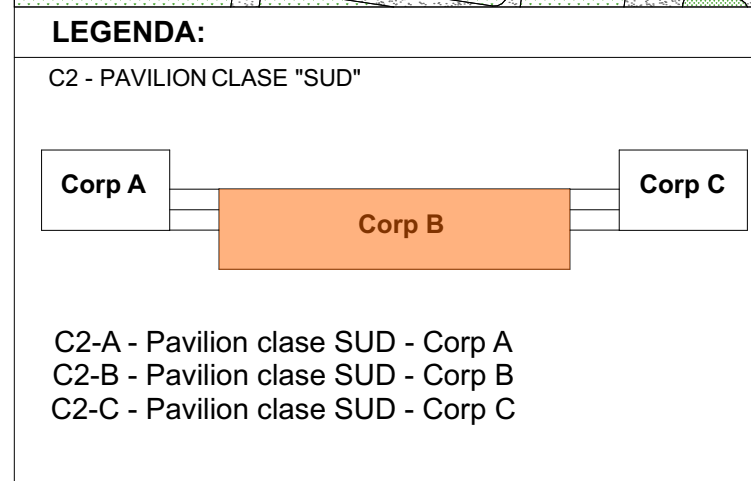 LEGENDA:
C2 - PAVILION CLASE "SUD"
Corp A
Corp C
Corp B
C2-A - Pavilion clase SUD - Corp A
C2-B - Pavilion clase SUD - Corp B
C2-C - Pavilion clase SUD - Corp C